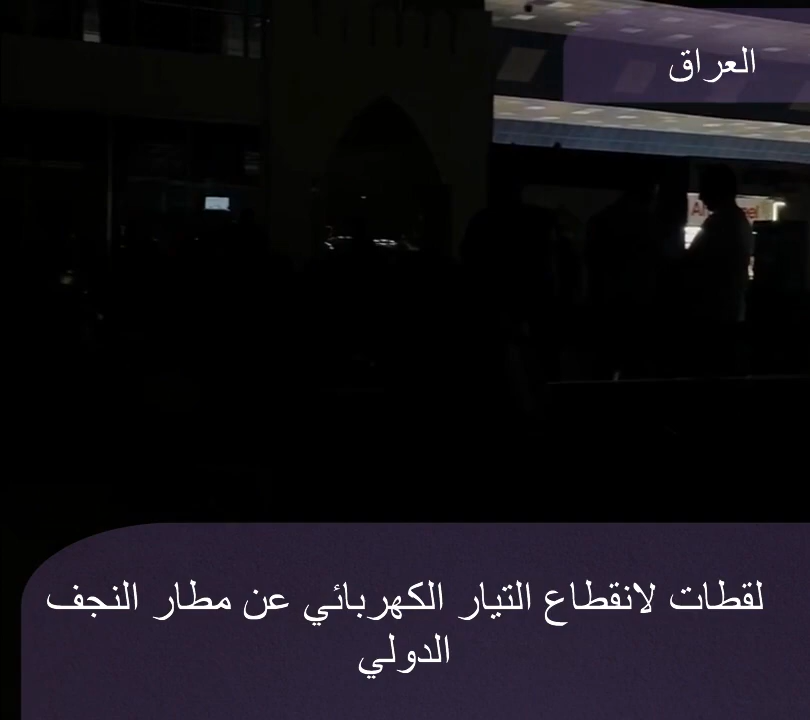 العراق
لقطات لانقطاع التيار الكهربائي عن مطار النجف
الدولي